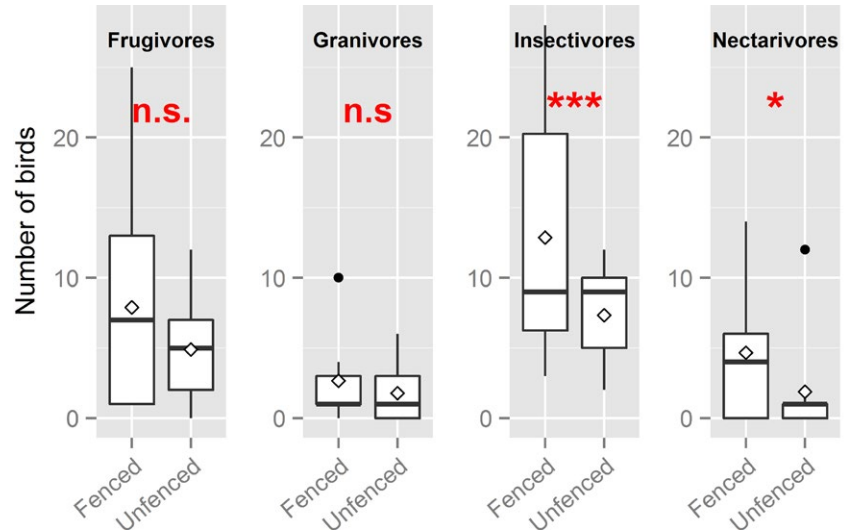 Frugivores
Granivores
Insectivores
Nectarivores
n.s.
n.s
***
*
Number of birds
20
10
0
20
10
0
20
10
0
20
10
0
Fenced
Unfenced
Fenced
Unfenced
Fenced
Unfenced
Fenced
Unfenced